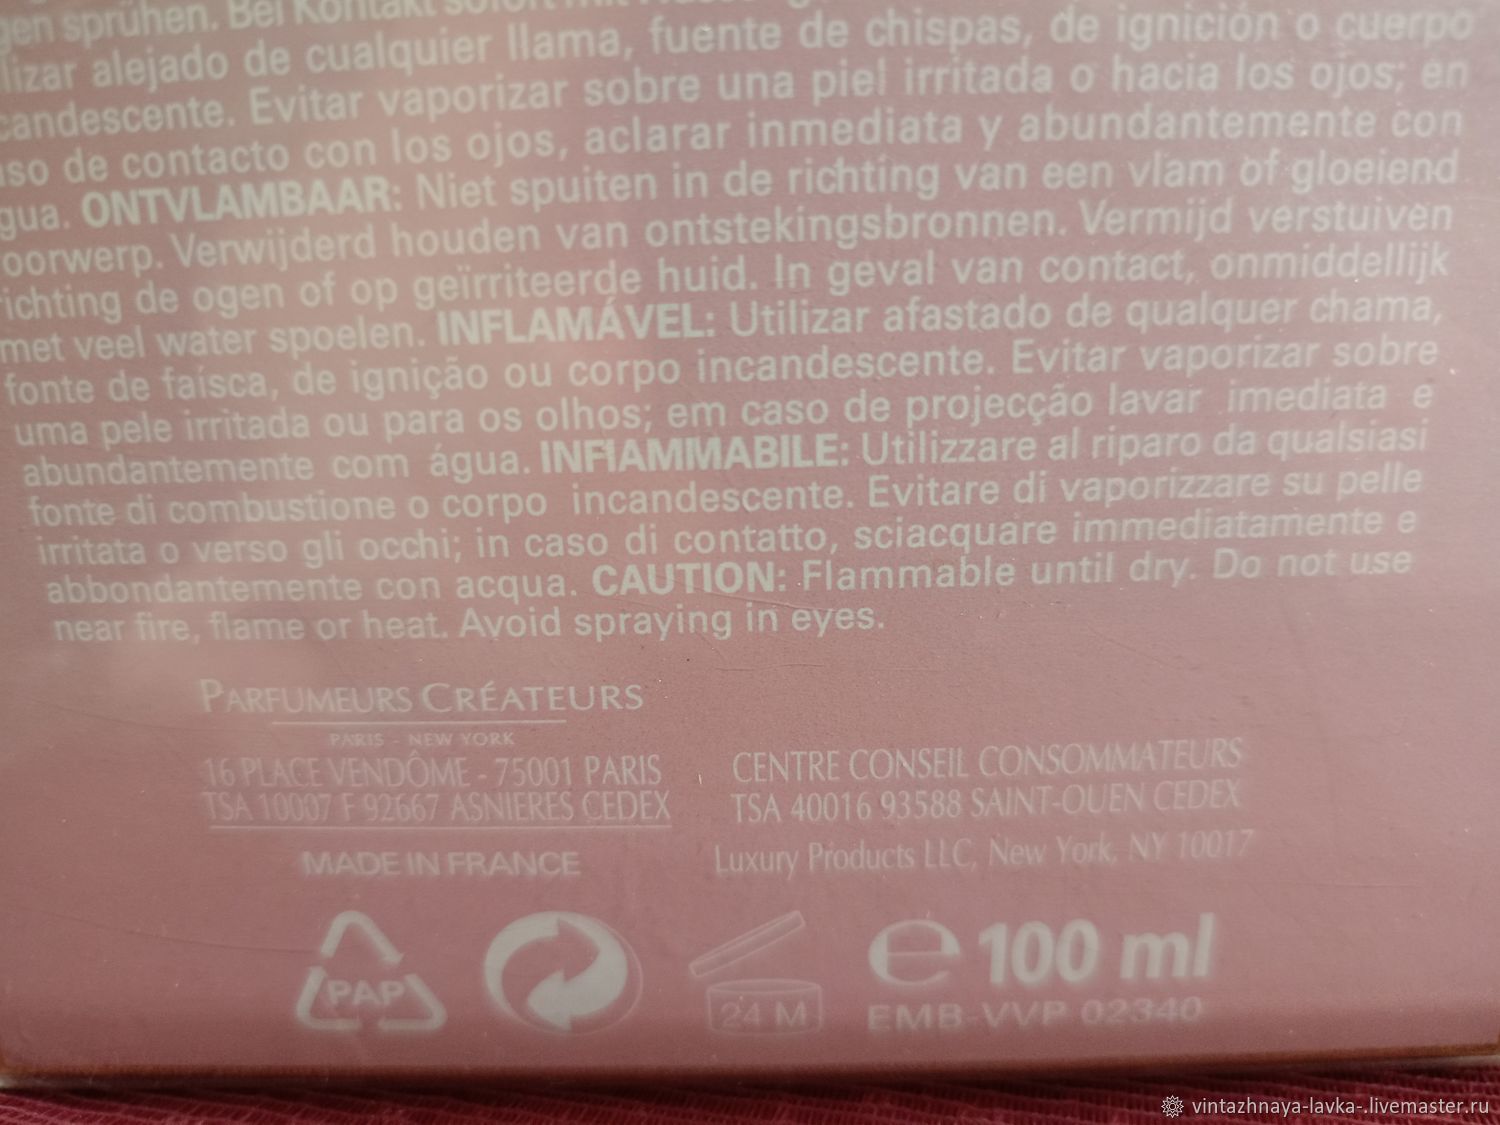 gen sprühen. Bei Kontakt sofort mit
lizar alejado de cualquier llama, fuente de chispas, de ignición o cuerpo
candescente. Evitar vaporizar sobre una piel irritada o hacia los ojos; en
aso de contacto con los ojos, aclarar inmediata y abundantemente con
gua. ONTVLAMBAAR: Niet spuiten in de richting van een vlam of gloeiend
oorwerp. Verwijderd houden van ontstekingsbronnen. Vermijd verstuiven
richting de ogen of op geïrriteerde huid. In geval van contact, onmiddellijk
met veel water spoelen. INFLAMÁVEL: Utilizar afastado de qualquer chama,
fonte de faísca, de ignição ou corpo incandescente. Evitar vaporizar sobre
uma pele irritada ou para os olhos; em caso de projecção lavar imediata e
abundantemente com água. INFIAMMABILE: Utilizzare al riparo da qualsiasi
fonte di combustione o corpo incandescente. Evitare di vaporizzare su pelle
irritata o verso gli occhi; in caso di contatto, sciacquare immediatamente e
abbondantemente con acqua. CAUTION: Flammable until dry. Do not use
near fire, flame or heat. Avoid spraying in eyes.
PARFUMEURS CRÉATEURS
PARIS - NEW YORK
16 PLACE VENDÔME - 75001 PARIS
TSA 10007 F 92667 ASNIERES CEDEX
MADE IN FRANCE
CENTRE CONSEIL CONSOMMATEURS
TSA 40016 93588 SAINT-OUEN CEDEX
Luxury Products LLC, New York, NY 10017
PAP
24 M
e 100 ml
EMB-VVP 02340
vintazhnaya-lavka-.livemaster.ru